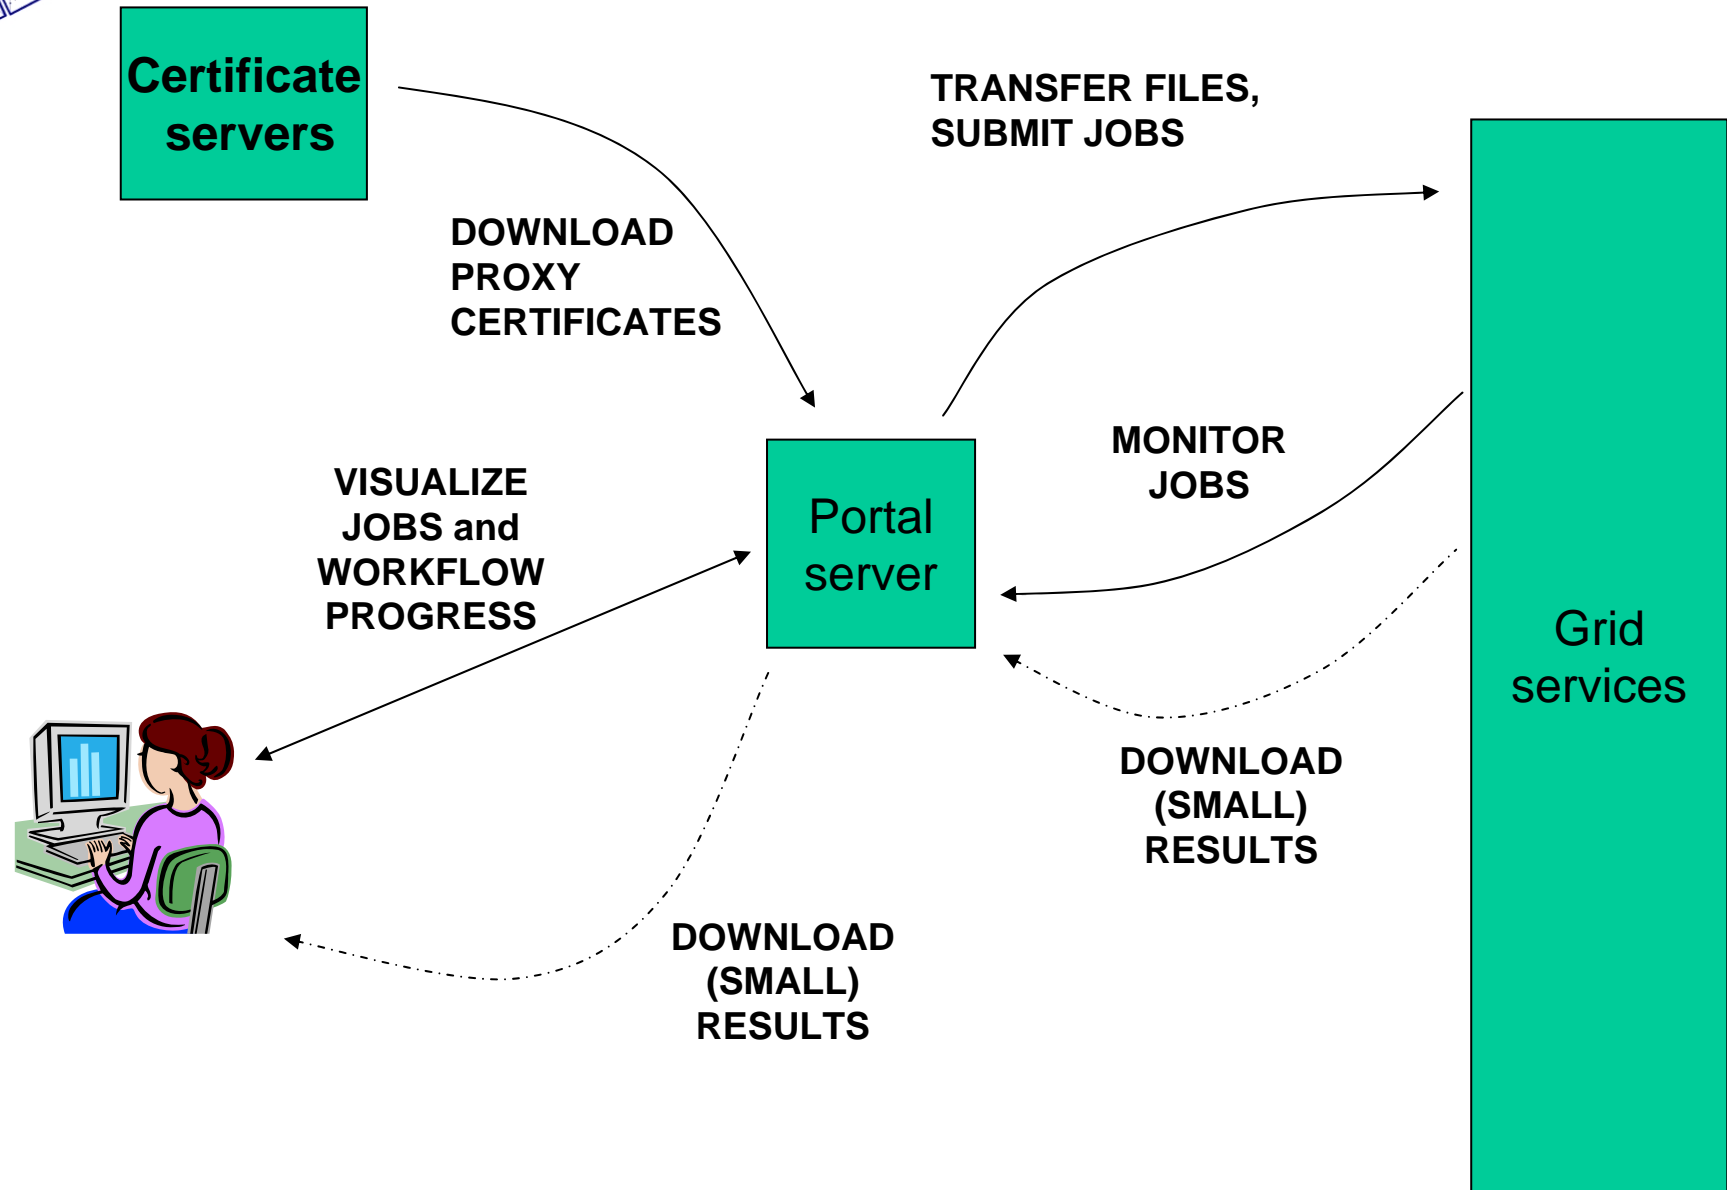 Certificate
servers
TRANSFER FILES,
SUBMIT JOBS
DOWNLOAD
PROXY
CERTIFICATES
MONITOR
JOBS
VISUALIZE
JOBS and
WORKFLOW
PROGRESS
Portal
server
Grid
services
DOWNLOAD
(SMALL)
RESULTS
DOWNLOAD
(SMALL)
RESULTS